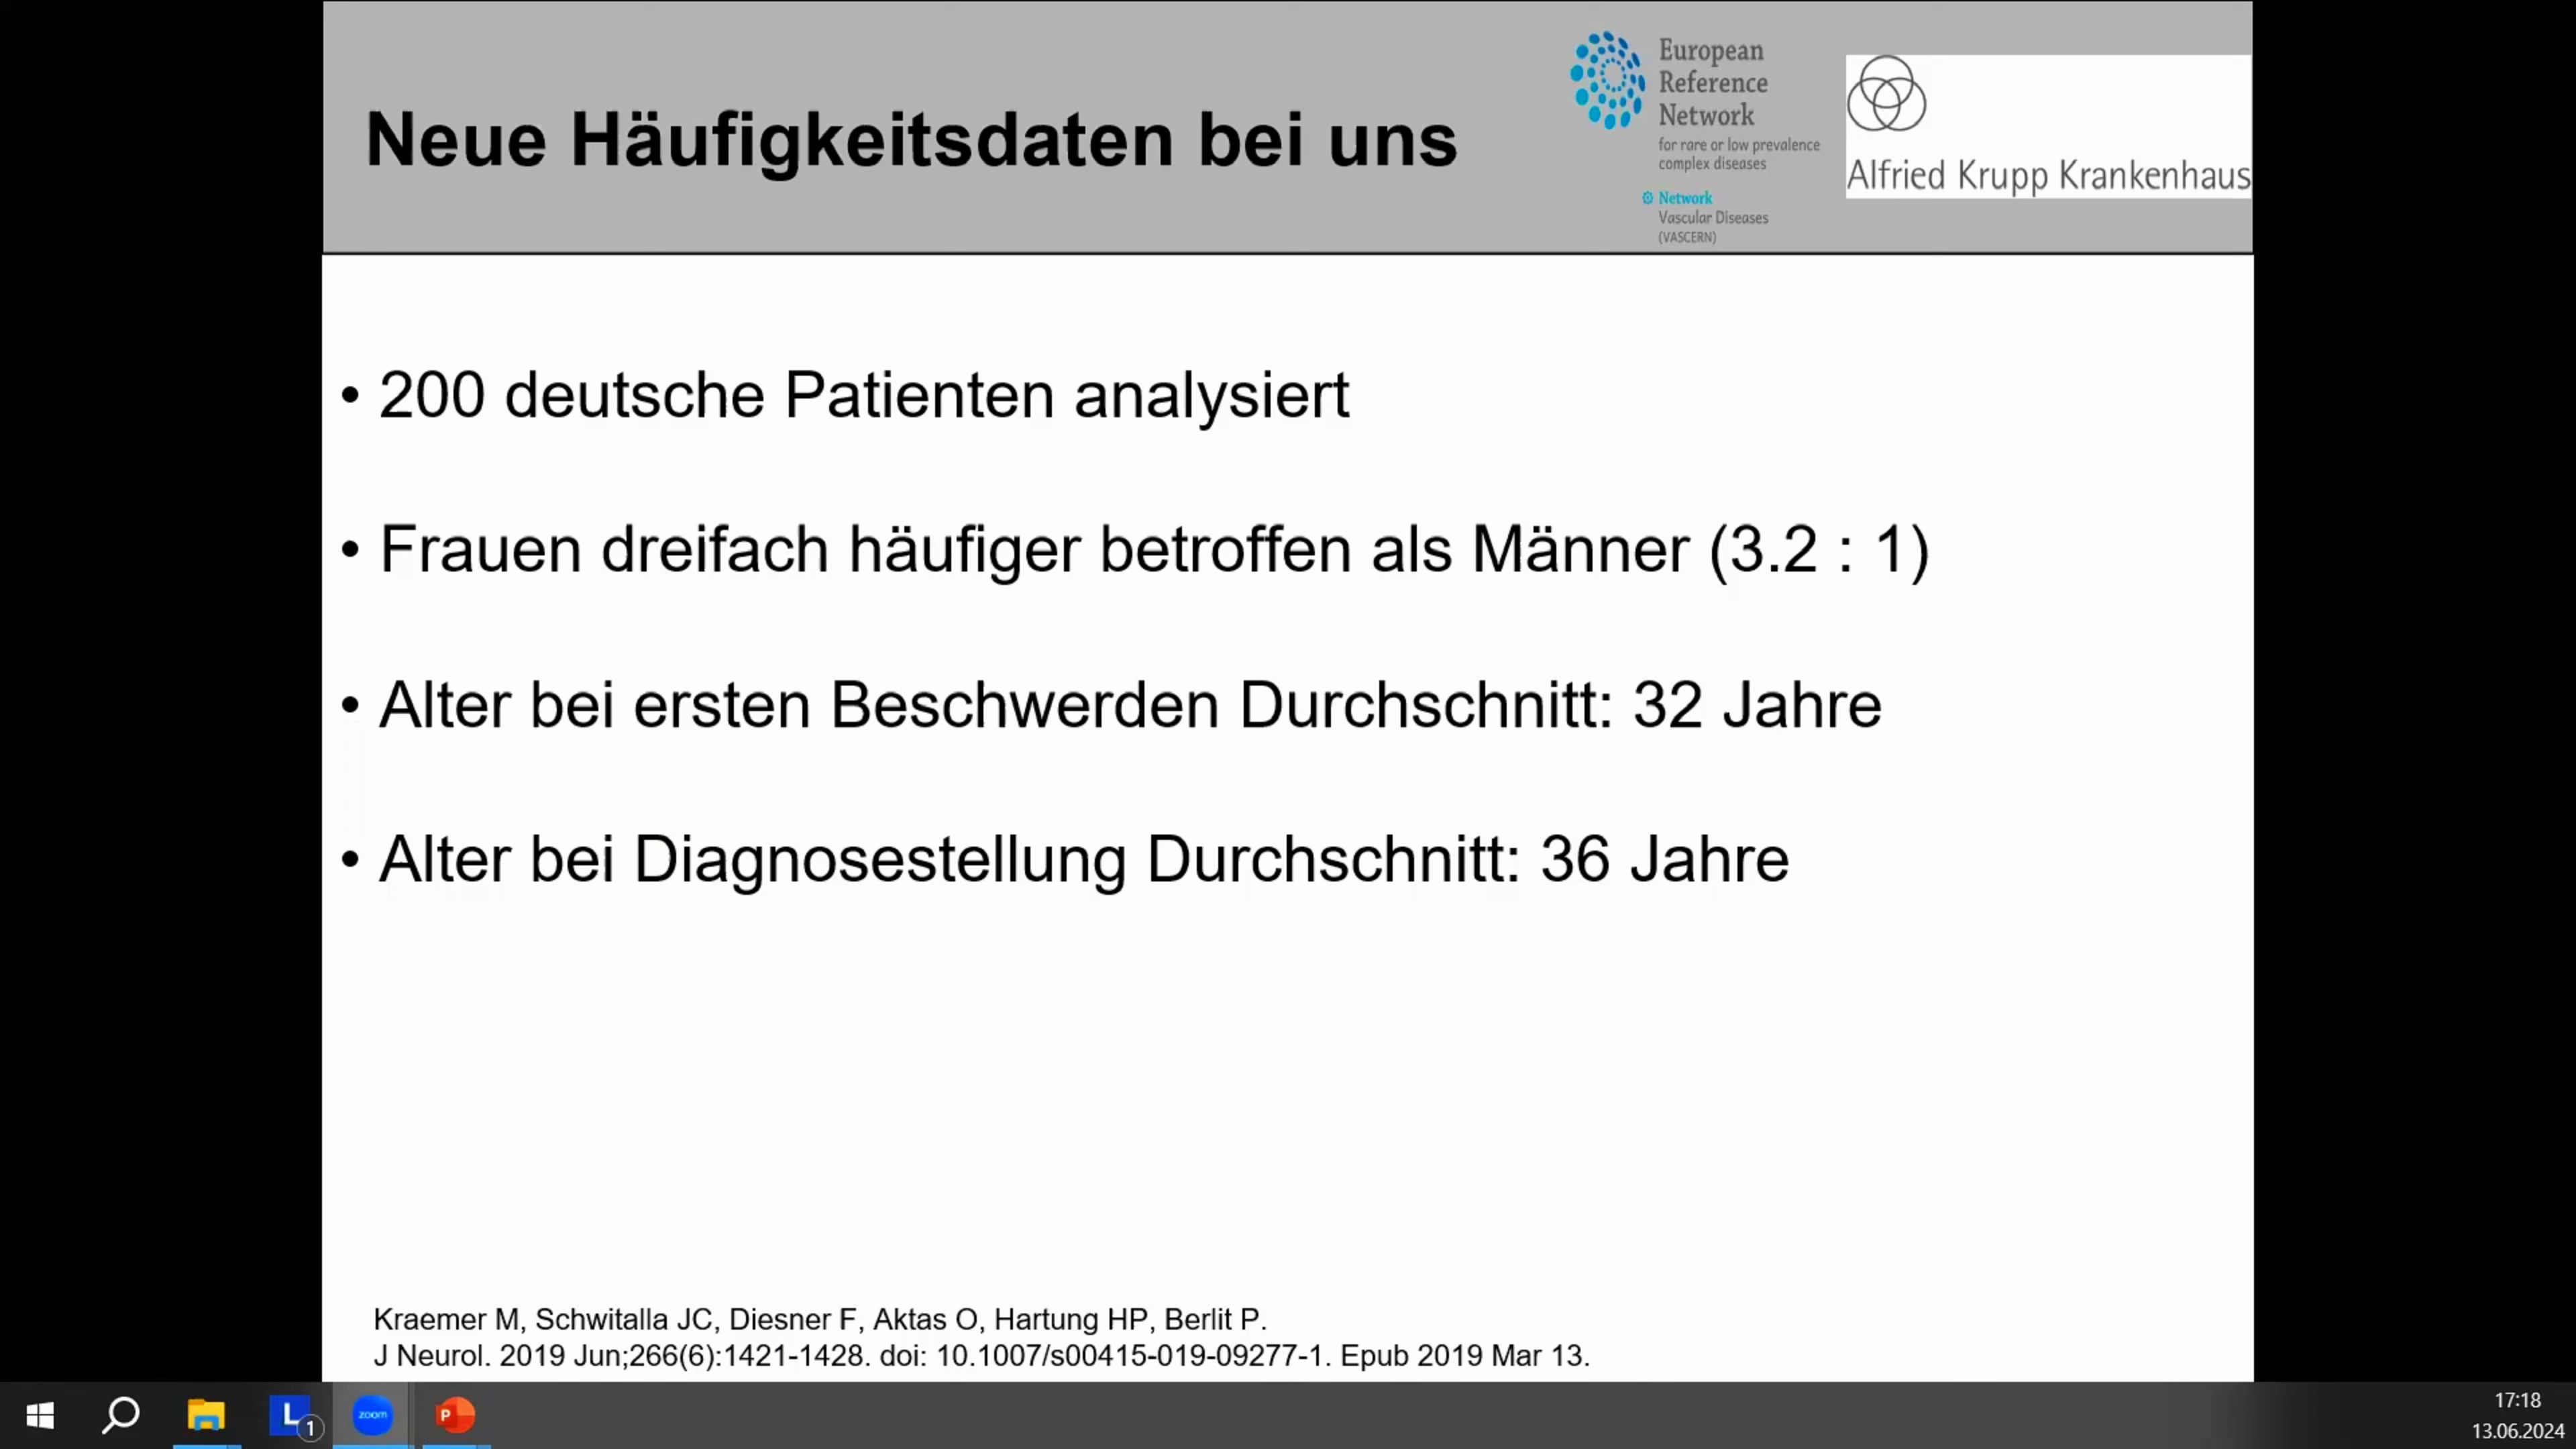 Neue Häufigkeitsdaten bei uns
European
Reference
Network
for rare or low prevalence
complex diseases
Network
Vascular Diseases
(VASCERN)
Alfried Krupp Krankenhaus
• 200 deutsche Patienten analysiert
• Frauen dreifach häufiger betroffen als Männer (3.2 : 1)
• Alter bei ersten Beschwerden Durchschnitt: 32 Jahre
• Alter bei Diagnosestellung Durchschnitt: 36 Jahre
Kraemer M, Schwitalla JC, Diesner F, Aktas O, Hartung HP, Berlit P.
J Neurol. 2019 Jun;266(6):1421-1428. doi: 10.1007/s00415-019-09277-1. Epub 2019 Mar 13.
L
1
zoom
P
17:18
13.06.2024